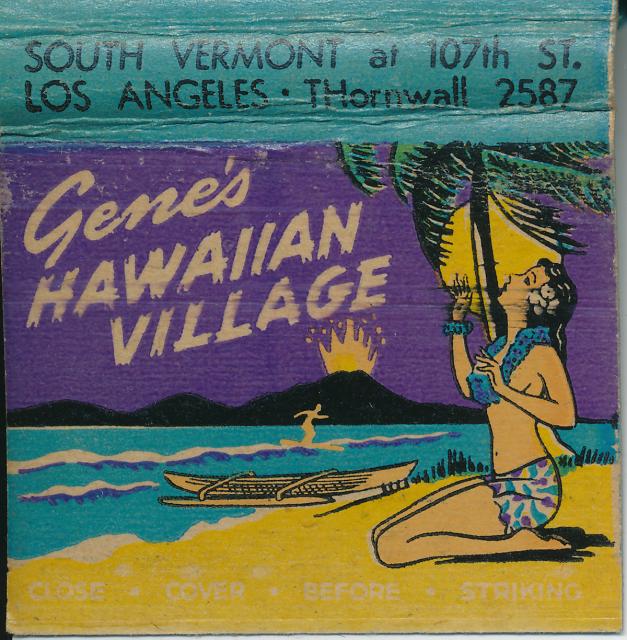 SOUTH VERMONT at 107th ST.
LOS ANGELES · THornwall 2587
Gene's
HAWAIIAN
VILLAGE
CLOSE · COVER · BEFORE · STRIKING